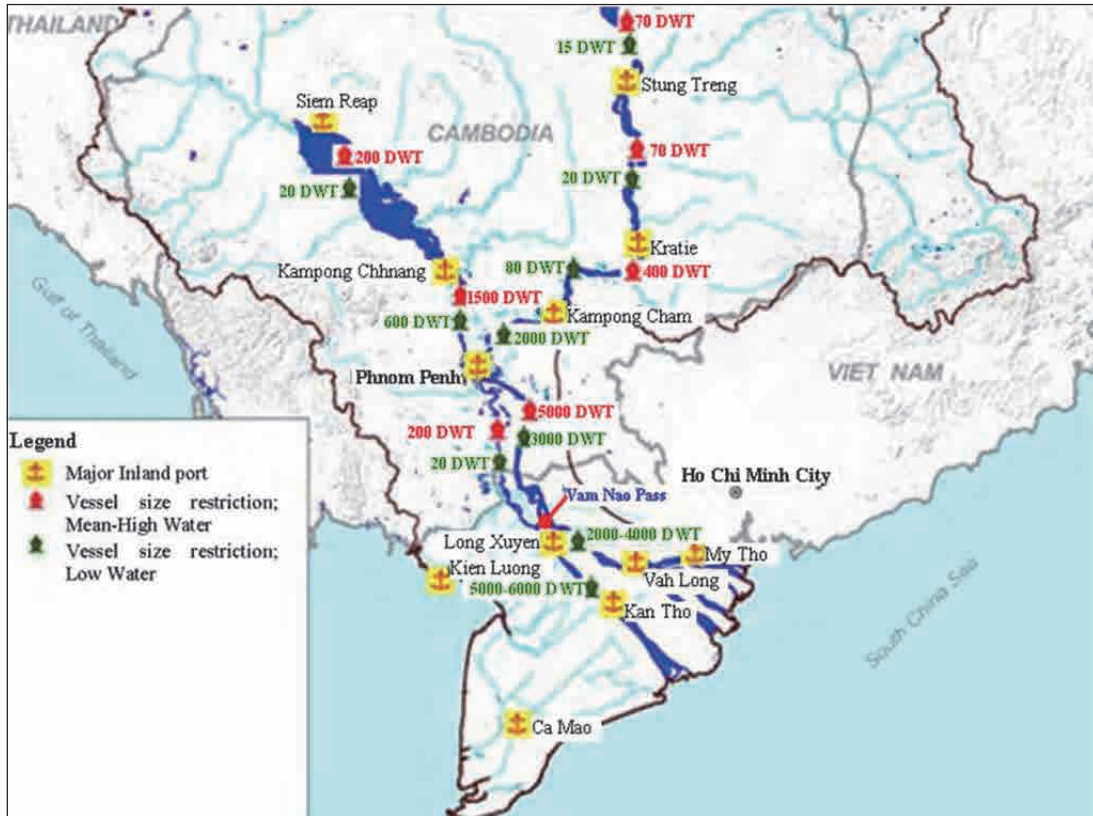 THAILAND
70 DWT
15 DWT
Stung Treng
Siem Reap
CAMBODIA
200 DWT
70 DWT
20 DWT
20 DWT
Kratie
Kampong Chhnang
80 DWT
400 DWT
Gulf of Thailand
1500 DWT
600 DWT
Kampong Cham
2000 DWT
Phnom Penh
VIET NAM
5000 DWT
200 DWT
3000 DWT
20 DWT
Ho Chi Minh City
Vam Nao Pass
2000-4000 DWT
Long Xuyen
My Tho
Kien Luong
Vah Long
5000-6000 DWT
Kan Tho
South China Sea
Ca Mao
Legend
Major Inland port
Vessel size restriction;
Mean-High Water
Vessel size restriction;
Low Water